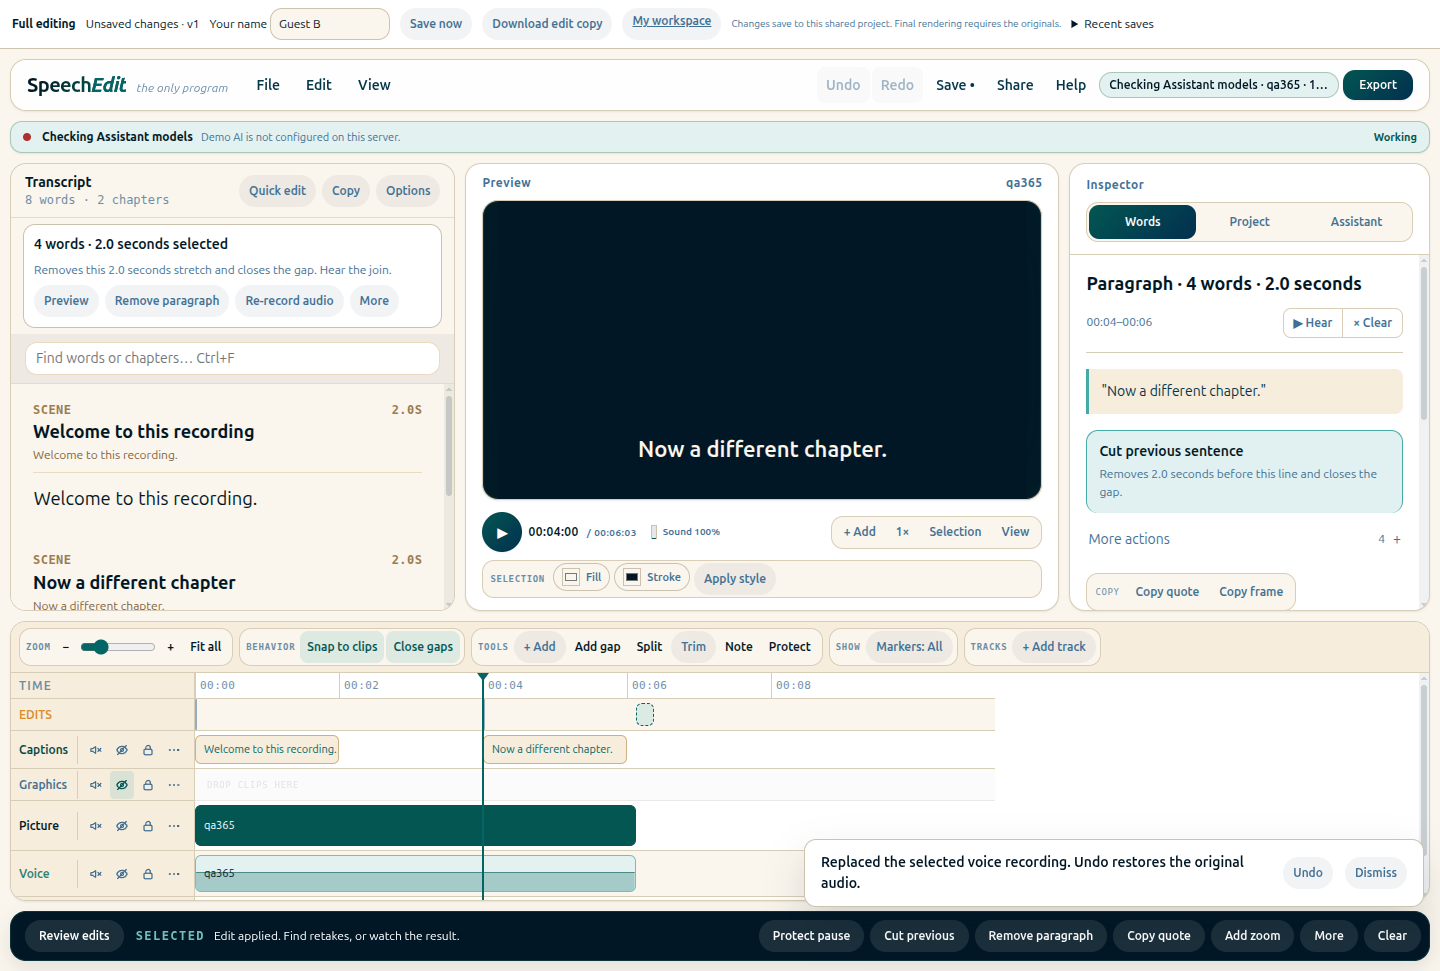 Full editing Unsaved changes · v1 Your name Guest B Save now Download edit copy My workspace Changes save to this shared project. Final rendering requires the originals. ▶ Recent saves
SpeechEdit the only program File Edit View Undo Redo Save • Share Help Checking Assistant models · qa365 · 1… Export
Checking Assistant models Demo AI is not configured on this server. Working
Transcript
8 words · 2 chapters
Quick edit Copy Options
4 words · 2.0 seconds selected
Removes this 2.0 seconds stretch and closes the gap. Hear the join.
Preview Remove paragraph Re-record audio More
Find words or chapters… Ctrl+F
SCENE 2.0S
Welcome to this recording
Welcome to this recording.
Welcome to this recording.
SCENE 2.0S
Now a different chapter
Now a different chapter.
Preview qa365
Now a different chapter.
▶ 00:04:00 / 00:06:03 Sound 100% + Add 1× Selection View
SELECTION Fill Stroke Apply style
Inspector
Words Project Assistant
Paragraph · 4 words · 2.0 seconds
00:04–00:06 ▶ Hear × Clear
"Now a different chapter."
Cut previous sentence
Removes 2.0 seconds before this line and closes the
gap.
More actions 4 +
COPY Copy quote Copy frame
ZOOM − + Fit all BEHAVIOR Snap to clips Close gaps TOOLS + Add Add gap Split Trim Note Protect SHOW Markers: All TRACKS + Add track
TIME 00:00 00:02 00:04 00:06 00:08
EDITS
Captions Welcome to this recording. Now a different chapter.
Graphics DROP CLIPS HERE
Picture qa365
Voice qa365
Replaced the selected voice recording. Undo restores the original
audio.
Undo Dismiss
Review edits SELECTED Edit applied. Find retakes, or watch the result. Protect pause Cut previous Remove paragraph Copy quote Add zoom More Clear